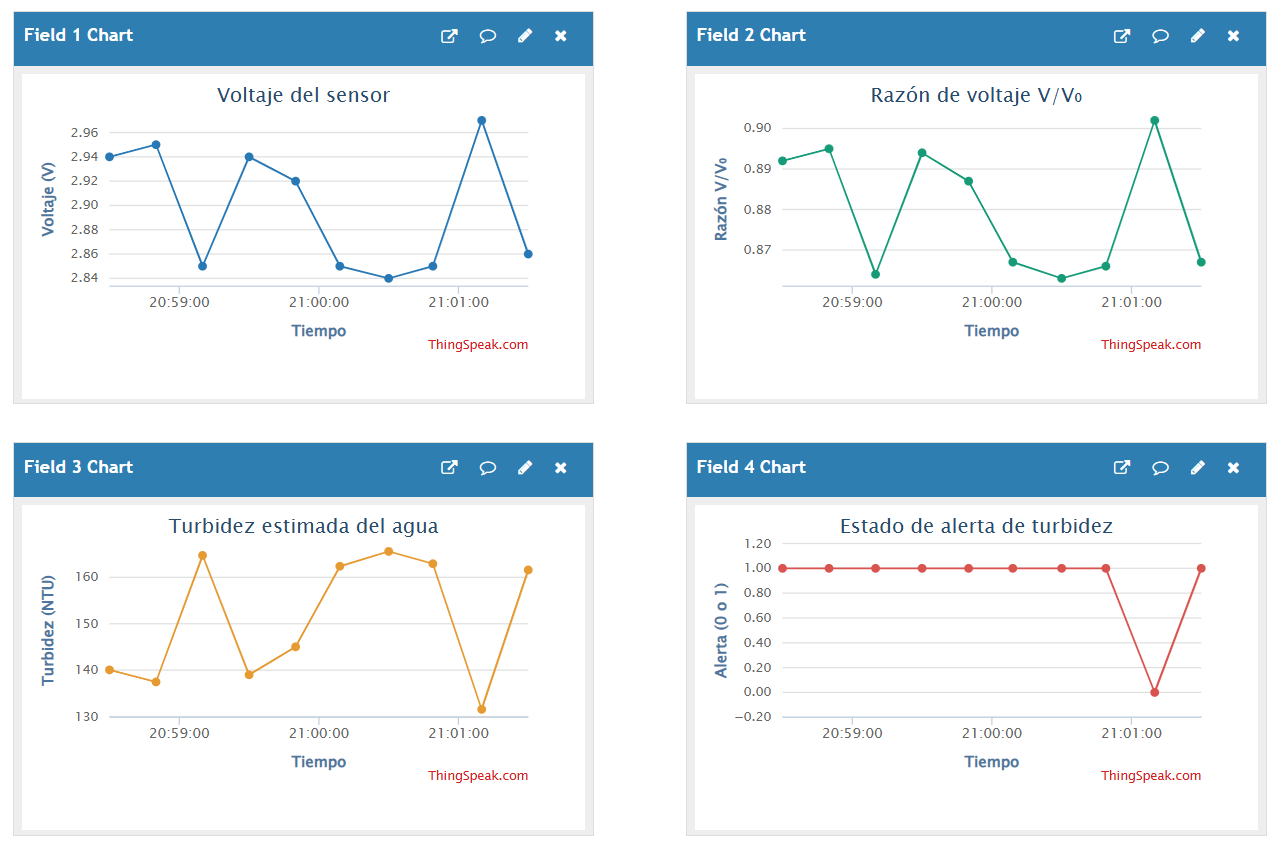 Field 1 Chart
Voltaje del sensor
Voltaje (V)
2.96
2.94
2.92
2.90
2.88
2.86
2.84
20:59:00 21:00:00 21:01:00
Tiempo
ThingSpeak.com
Field 2 Chart
Razón de voltaje V/V₀
Razón V/V₀
0.90
0.89
0.88
0.87
20:59:00 21:00:00 21:01:00
Tiempo
ThingSpeak.com
Field 3 Chart
Turbidez estimada del agua
Turbidez (NTU)
160
150
140
130
20:59:00 21:00:00 21:01:00
Tiempo
ThingSpeak.com
Field 4 Chart
Estado de alerta de turbidez
Alerta (0 o 1)
1.20
1.00
0.80
0.60
0.40
0.20
0.00
−0.20
20:59:00 21:00:00 21:01:00
Tiempo
ThingSpeak.com